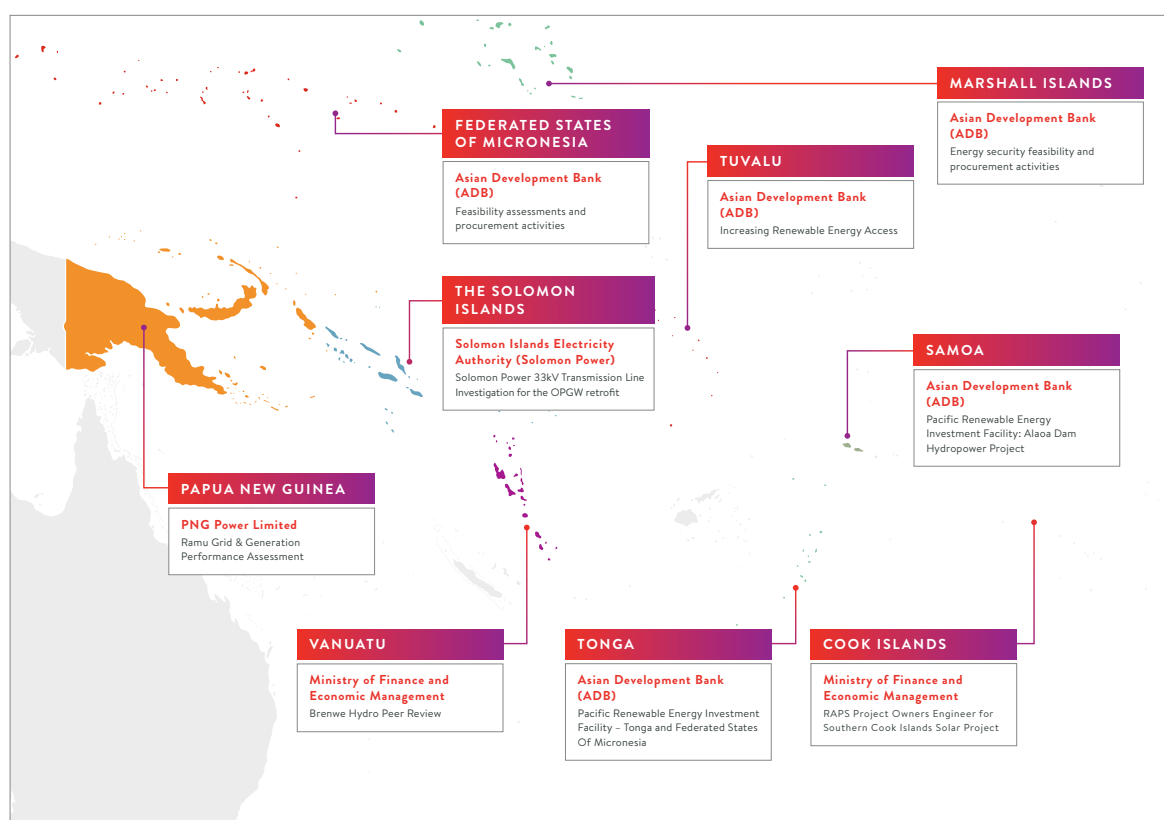 MARSHALL ISLANDS
Asian Development Bank
(ADB)
Energy security feasibility and
procurement activities
FEDERATED STATES
OF MICRONESIA
Asian Development Bank
(ADB)
Feasibility assessments and
procurement activities
TUVALU
Asian Development Bank
(ADB)
Increasing Renewable Energy Access
THE SOLOMON
ISLANDS
Solomon Islands Electricity
Authority (Solomon Power)
Solomon Power 33kV Transmission Line
Investigation for the OPGW retrofit
SAMOA
Asian Development Bank
(ADB)
Pacific Renewable Energy
Investment Facility: Alaoa Dam
Hydropower Project
PAPUA NEW GUINEA
PNG Power Limited
Ramu Grid & Generation
Performance Assessment
VANUATU
Ministry of Finance and
Economic Management
Brenwe Hydro Peer Review
TONGA
Asian Development Bank
(ADB)
Pacific Renewable Energy Investment
Facility – Tonga and Federated States
Of Micronesia
COOK ISLANDS
Ministry of Finance and
Economic Management
RAPS Project Owners Engineer for
Southern Cook Islands Solar Project